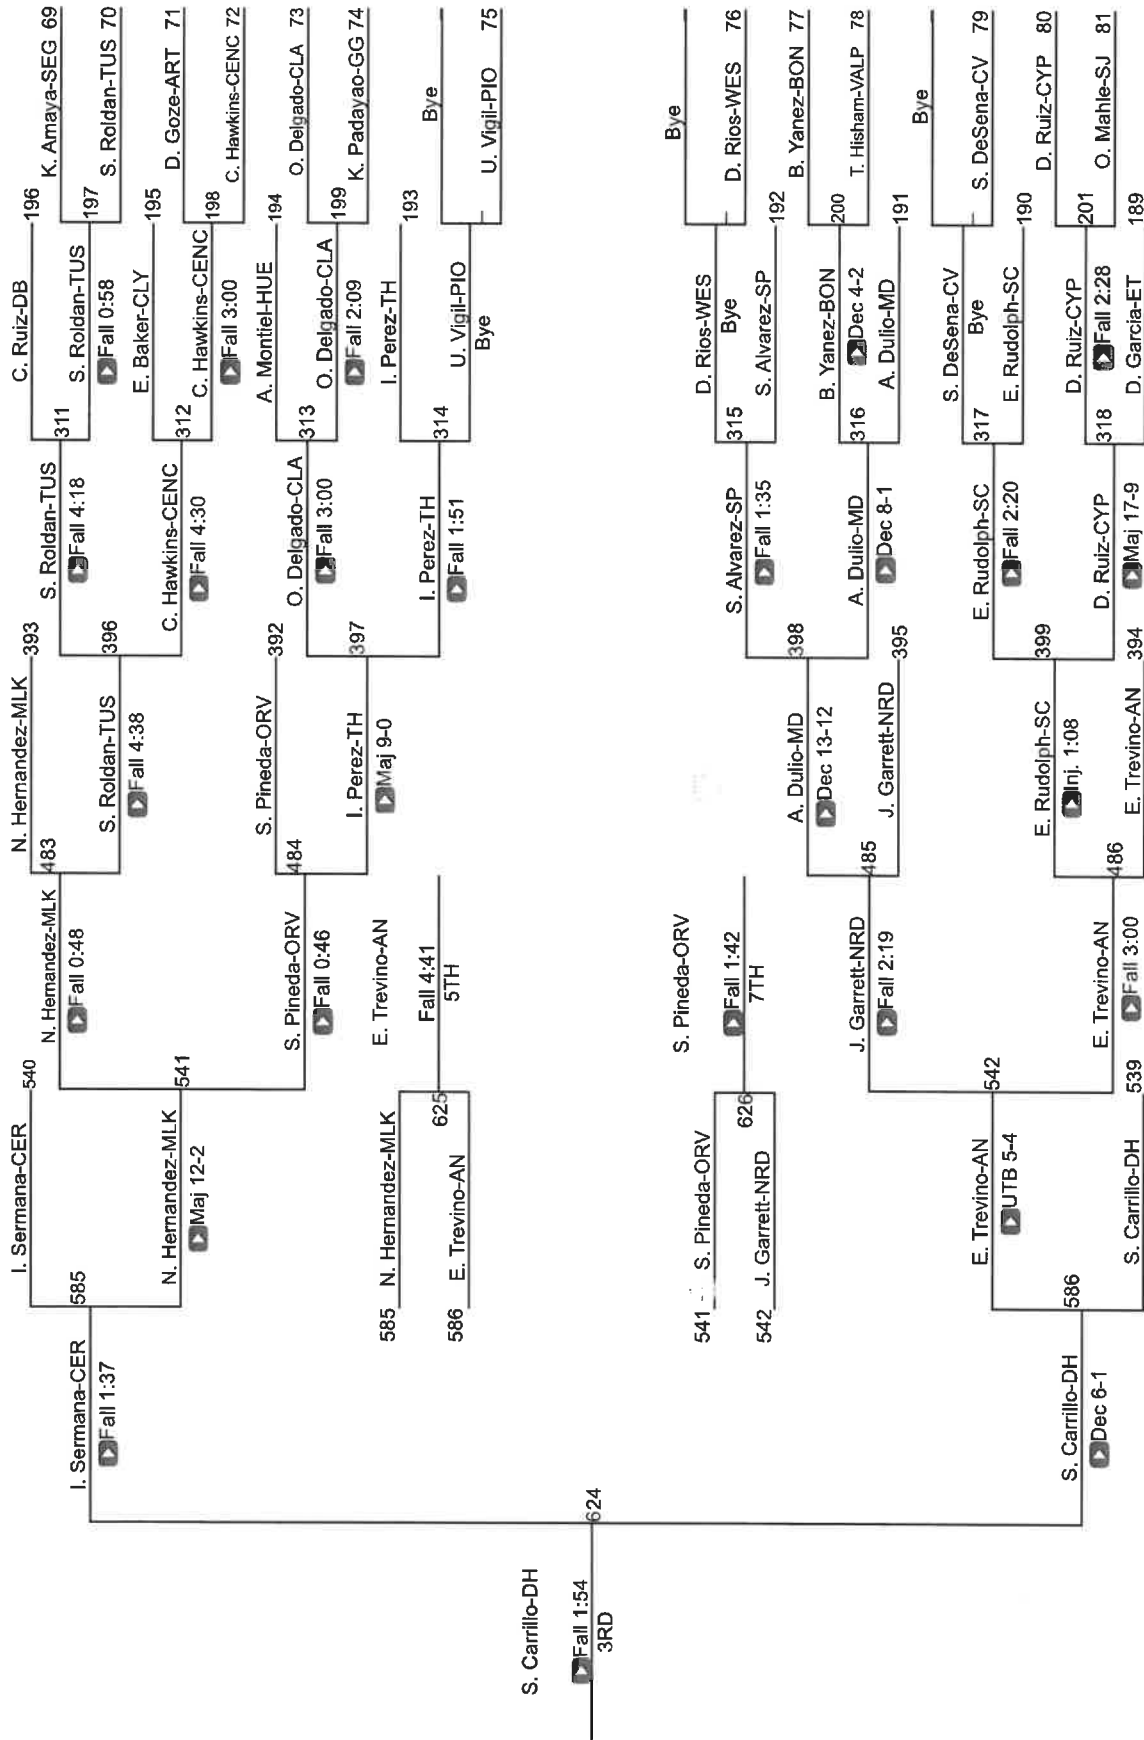 K. Amaya-SEG 69
S. Roldan-TUS 70
D. Goze-ART 71
C. Hawkins-CENC 72
O. Delgado-CLA 73
K. Padayao-GG 74
Bye
U. Vigil-PIO 75
Bye
D. Rios-WES 76
B. Yanez-BON 77
T. Hisham-VALP 78
Bye
S. DeSena-CV 79
D. Ruiz-CYP 80
O. Mahle-SJ 81
C. Ruiz-DB 196
197
S. Roldan-TUS
Fall 0:58
E. Baker-CLY 195
198
C. Hawkins-CENC
Fall 3:00
A. Montiel-HUE 194
199
O. Delgado-CLA
Fall 2:09
I. Perez-TH 193
U. Vigil-PIO
Bye
D. Rios-WES
Bye
S. Alvarez-SP 192
200
B. Yanez-BON
Dec 4-2
A. Dulio-MD 191
S. DeSena-CV
Bye
E. Rudolph-SC 190
201
D. Ruiz-CYP
Fall 2:28
D. Garcia-ET 189
311
S. Roldan-TUS
Fall 4:18
312
C. Hawkins-CENC
Fall 4:30
313
O. Delgado-CLA
Fall 3:00
314
I. Perez-TH
Fall 1:51
315
S. Alvarez-SP
Fall 1:35
316
A. Dulio-MD
Dec 8-1
317
E. Rudolph-SC
Fall 2:20
318
D. Ruiz-CYP
Maj 17-9
N. Hernandez-MLK 393
396
S. Roldan-TUS
Fall 4:38
S. Pineda-ORV 392
397
I. Perez-TH
Maj 9-0
398
A. Dulio-MD
Dec 13-12
J. Garrett-NRD 395
399
E. Rudolph-SC
Inj. 1:08
E. Trevino-AN 394
483
N. Hernandez-MLK
Fall 0:48
484
S. Pineda-ORV
Fall 0:46
485
J. Garrett-NRD
Fall 2:19
486
E. Trevino-AN
Fall 3:00
I. Sermana-CER 540
541
N. Hernandez-MLK
Maj 12-2
542
E. Trevino-AN
UTB 5-4
S. Carrillo-DH 539
585
I. Sermana-CER
Fall 1:37
586
S. Carrillo-DH
Dec 6-1
624
S. Carrillo-DH
Fall 1:54
3RD
585 N. Hernandez-MLK
586 E. Trevino-AN
625
E. Trevino-AN
Fall 4:41
5TH
541 S. Pineda-ORV
542 J. Garrett-NRD
626
S. Pineda-ORV
Fall 1:42
7TH